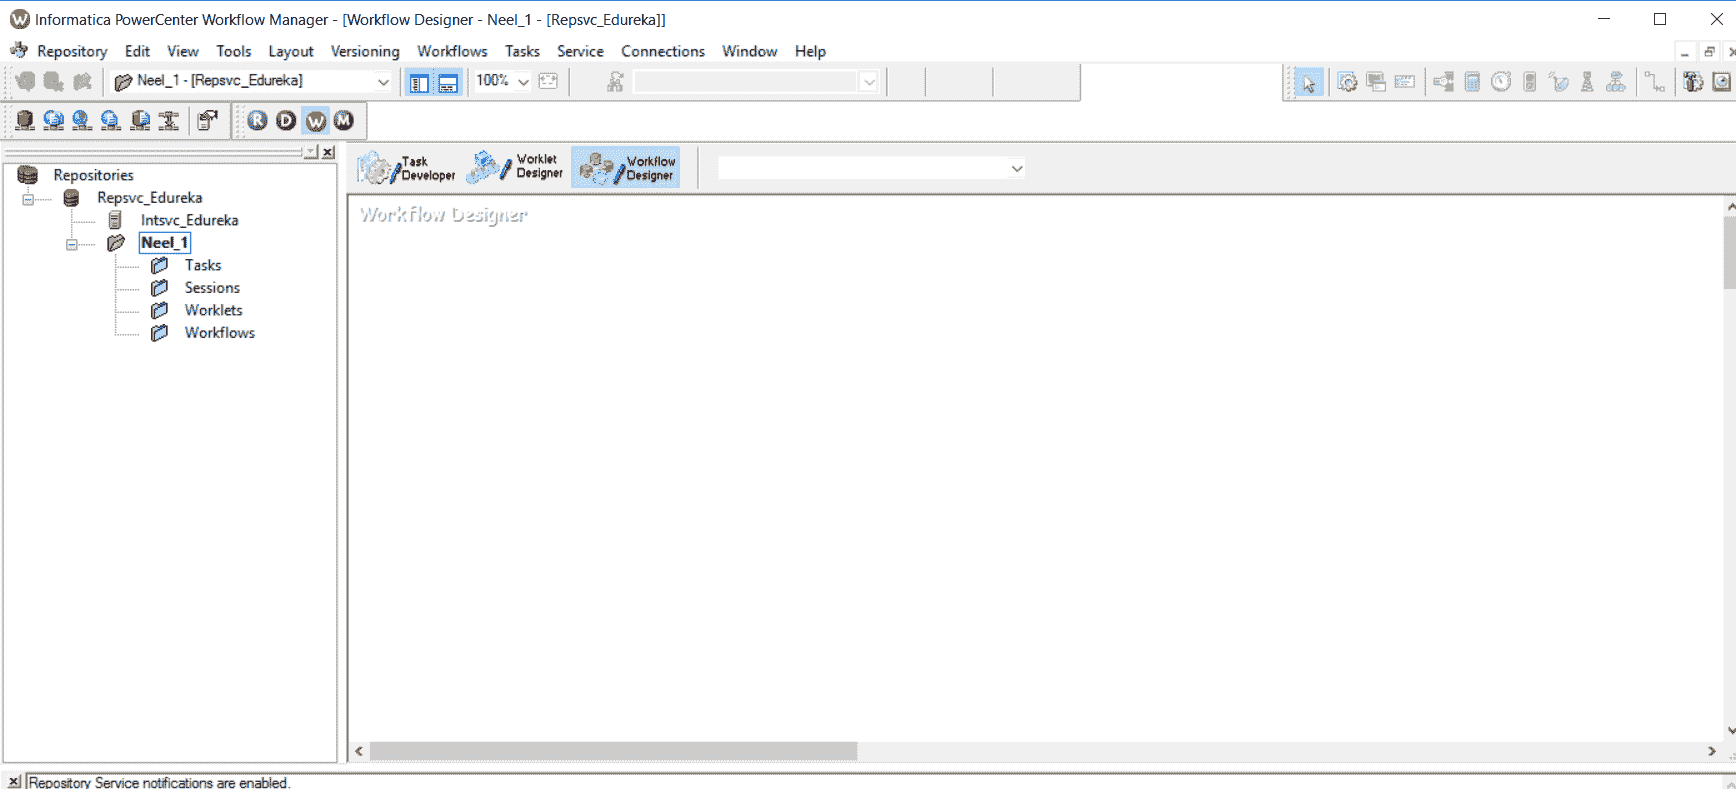 Informatica PowerCenter Workflow Manager - [Workflow Designer - Neel_1 - [Repsvc_Edureka]]
Repository Edit View Tools Layout Versioning Workflows Tasks Service Connections Window Help
Neel_1 - [Repsvc_Edureka] 100%
R D W M
Task Developer
Worklet Designer
Workflow Designer
Repositories
Repsvc_Edureka
Intsvc_Edureka
Neel_1
Tasks
Sessions
Worklets
Workflows
Workflow Designer
Repository Service notifications are enabled.